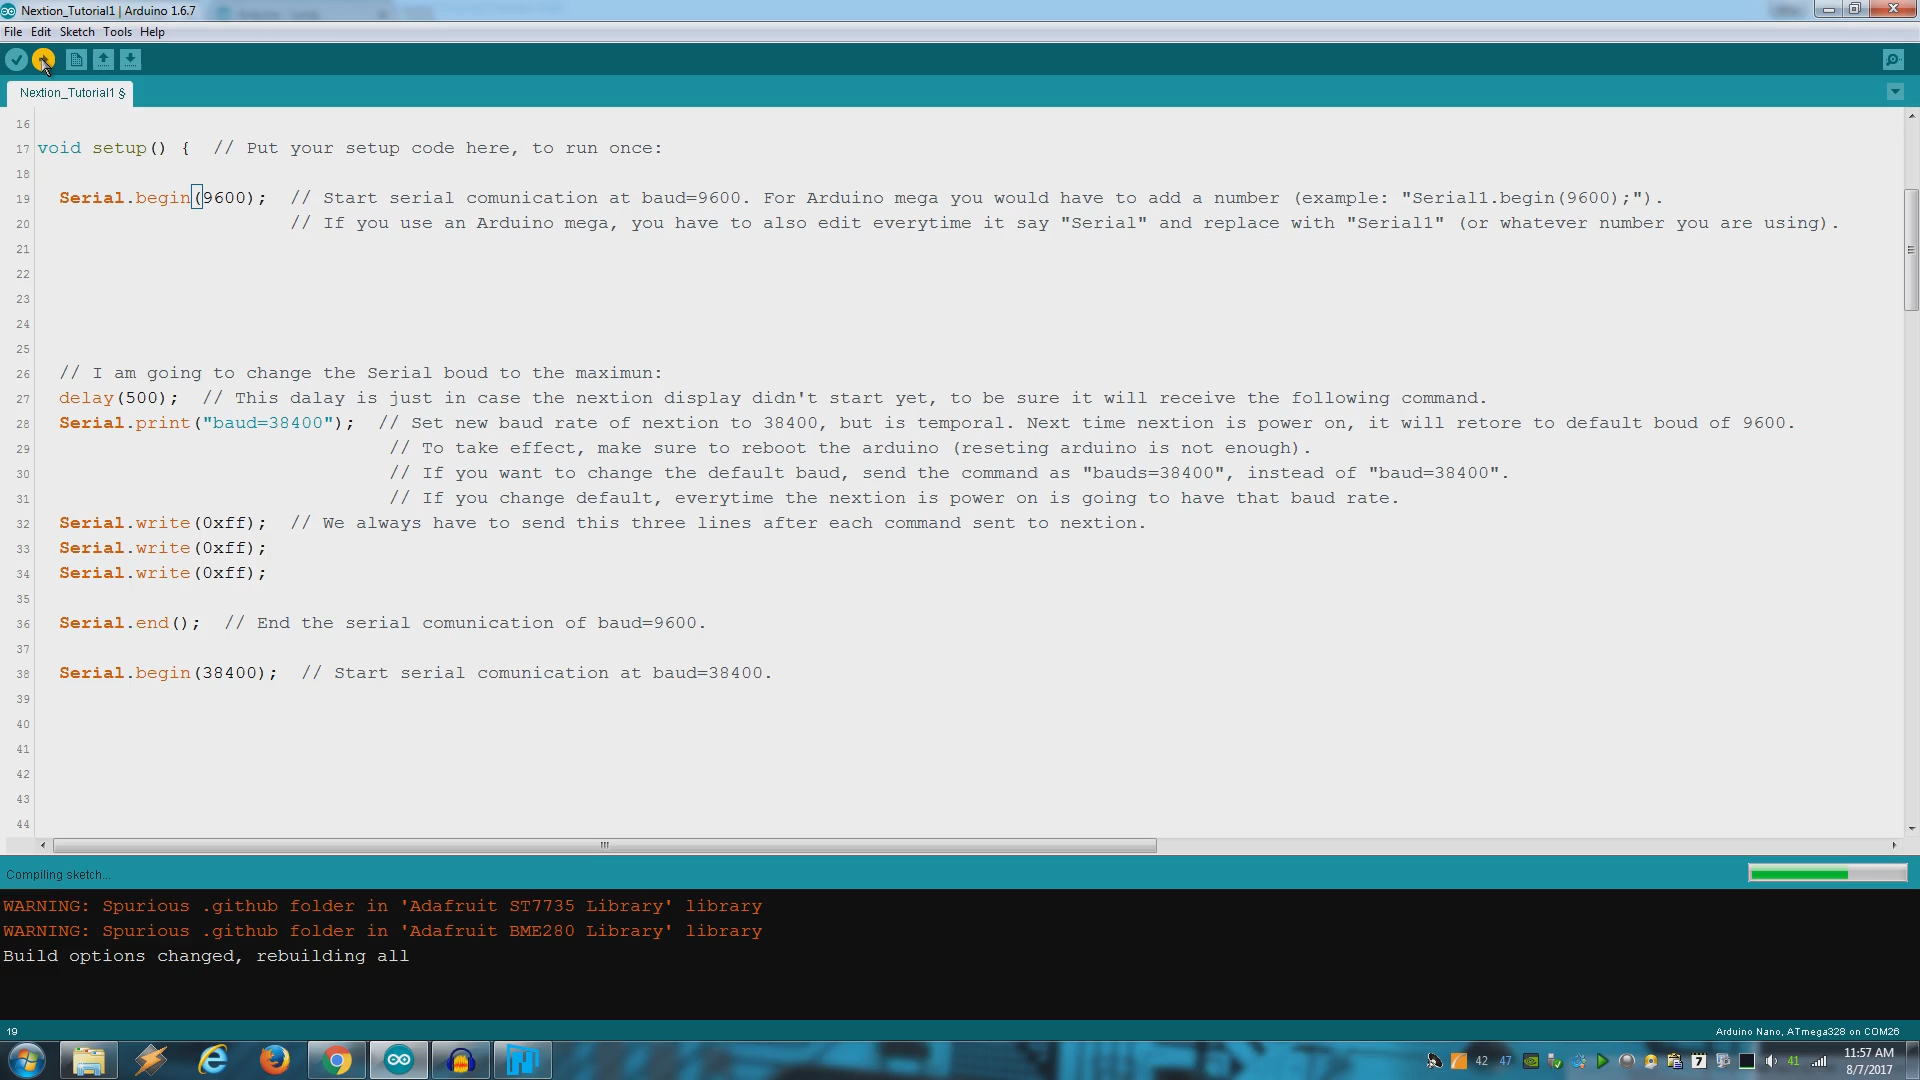 Nextion_Tutorial1 | Arduino 1.6.7
File Edit Sketch Tools Help
Nextion_Tutorial1 §
16
17 void setup() { // Put your setup code here, to run once:
18
19 Serial.begin(9600); // Start serial comunication at baud=9600. For Arduino mega you would have to add a number (example: "Serial1.begin(9600);").
20 // If you use an Arduino mega, you have to also edit everytime it say "Serial" and replace with "Serial1" (or whatever number you are using).
21
22
23
24
25
26 // I am going to change the Serial boud to the maximun:
27 delay(500); // This dalay is just in case the nextion display didn't start yet, to be sure it will receive the following command.
28 Serial.print("baud=38400"); // Set new baud rate of nextion to 38400, but is temporal. Next time nextion is power on, it will retore to default boud of 9600.
29 // To take effect, make sure to reboot the arduino (reseting arduino is not enough).
30 // If you want to change the default baud, send the command as "bauds=38400", instead of "baud=38400".
31 // If you change default, everytime the nextion is power on is going to have that baud rate.
32 Serial.write(0xff); // We always have to send this three lines after each command sent to nextion.
33 Serial.write(0xff);
34 Serial.write(0xff);
35
36 Serial.end(); // End the serial comunication of baud=9600.
37
38 Serial.begin(38400); // Start serial comunication at baud=38400.
39
40
41
42
43
44
Compiling sketch...
WARNING: Spurious .github folder in 'Adafruit ST7735 Library' library
WARNING: Spurious .github folder in 'Adafruit BME280 Library' library
Build options changed, rebuilding all
19 Arduino Nano, ATmega328 on COM26
42 47 7 41 11:57 AM
8/7/2017